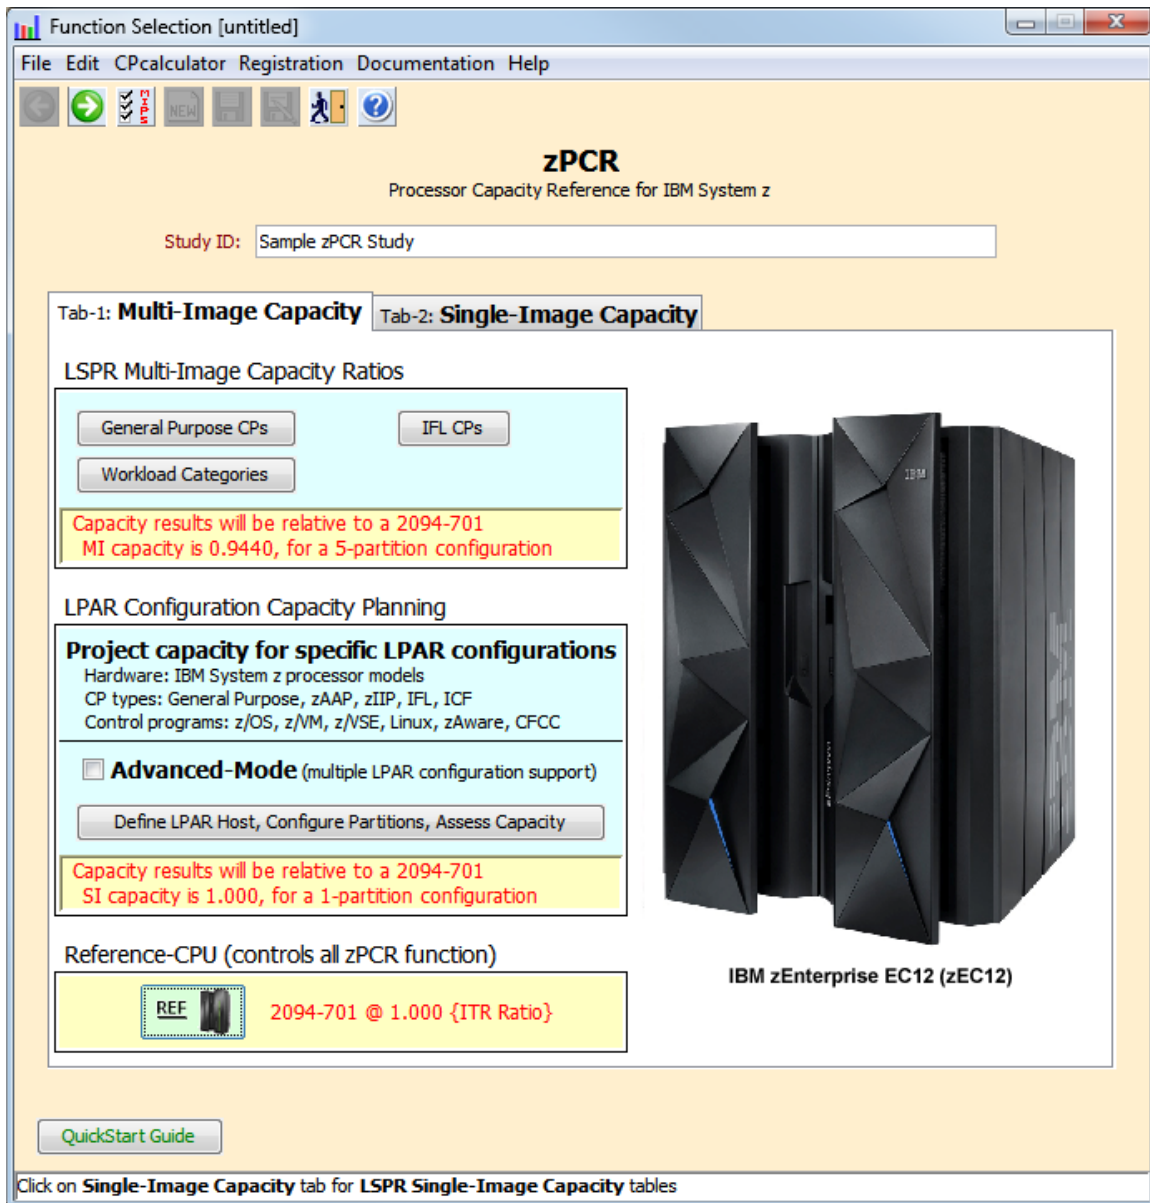 Function Selection [untitled]
File Edit CPcalculator Registration Documentation Help
MIPS NEW
zPCR
Processor Capacity Reference for IBM System z
Study ID: Sample zPCR Study
Tab-1: Multi-Image Capacity Tab-2: Single-Image Capacity
LSPR Multi-Image Capacity Ratios
General Purpose CPs IFL CPs
Workload Categories
Capacity results will be relative to a 2094-701
MI capacity is 0.9440, for a 5-partition configuration
LPAR Configuration Capacity Planning
Project capacity for specific LPAR configurations
Hardware: IBM System z processor models
CP types: General Purpose, zAAP, zIIP, IFL, ICF
Control programs: z/OS, z/VM, z/VSE, Linux, zAware, CFCC
Advanced-Mode (multiple LPAR configuration support)
Define LPAR Host, Configure Partitions, Assess Capacity
Capacity results will be relative to a 2094-701
SI capacity is 1.000, for a 1-partition configuration
Reference-CPU (controls all zPCR function)
REF 2094-701 @ 1.000 {ITR Ratio}
IBM
IBM zEnterprise EC12 (zEC12)
QuickStart Guide
Click on Single-Image Capacity tab for LSPR Single-Image Capacity tables